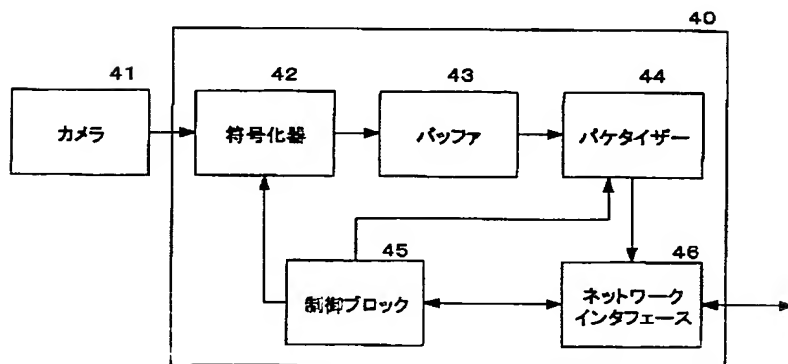 40
41
42
43
44
カメラ
符号化器
バッファ
パケタイザー
45
46
制御ブロック
ネットワーク
インタフェース